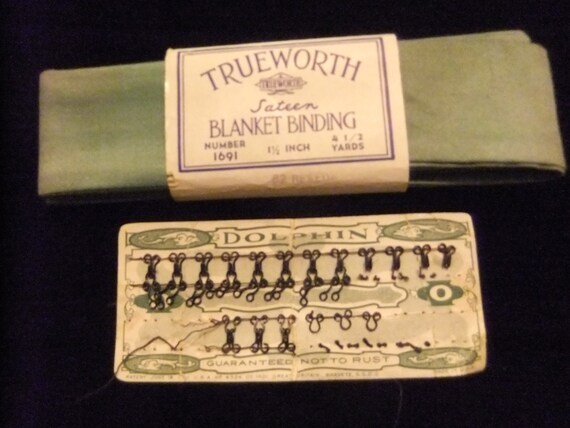 TRUEWORTH
TRUEWORTH
Sateen
BLANKET BINDING
NUMBER 1691
1½ INCH
4 1/2 YARDS
DOLPHIN
0
GUARANTEED NOT TO RUST